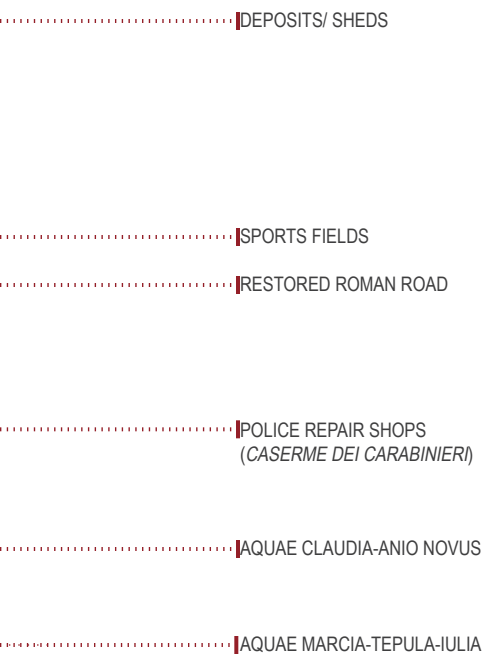 DEPOSITS/ SHEDS
SPORTS FIELDS
RESTORED ROMAN ROAD
POLICE REPAIR SHOPS
(CASERME DEI CARABINIERI)
AQUAE CLAUDIA-ANIO NOVUS
AQUAE MARCIA-TEPULA-IULIA